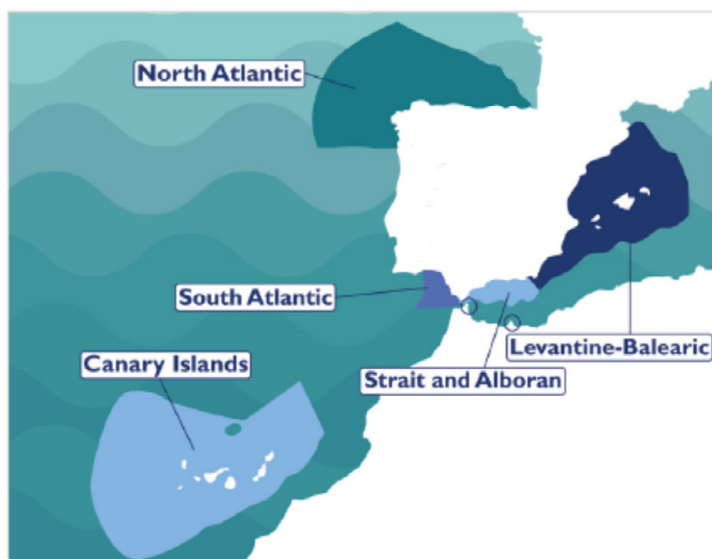 North Atlantic
South Atlantic
Canary Islands
Levantine-Balearic
Strait and Alboran